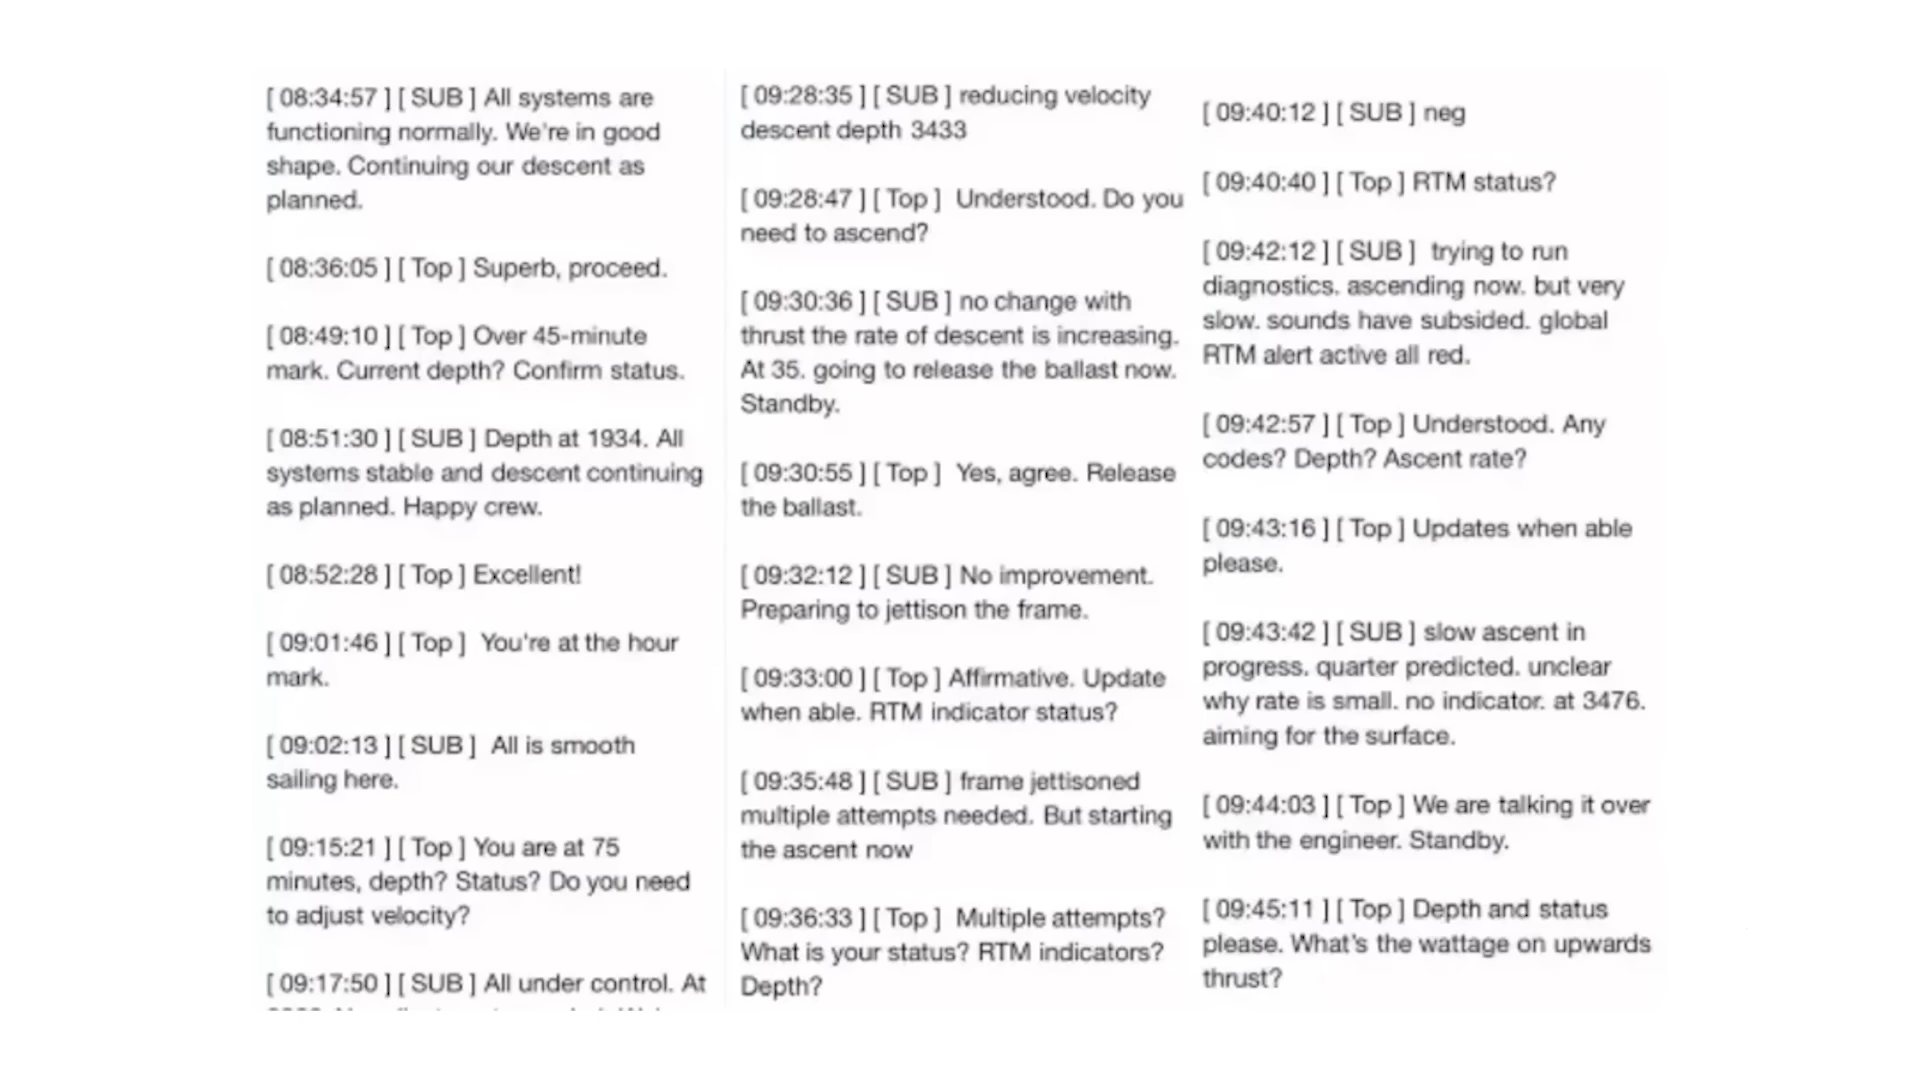 [ 08:34:57 ] [ SUB ] All systems are
functioning normally. We're in good
shape. Continuing our descent as
planned.
[ 08:36:05 ] [ Top ] Superb, proceed.
[ 08:49:10 ] [ Top ] Over 45-minute
mark. Current depth? Confirm status.
[ 08:51:30 ] [ SUB ] Depth at 1934. All
systems stable and descent continuing
as planned. Happy crew.
[ 08:52:28 ] [ Top ] Excellent!
[ 09:01:46 ] [ Top ] You're at the hour
mark.
[ 09:02:13 ] [ SUB ] All is smooth
sailing here.
[ 09:15:21 ] [ Top ] You are at 75
minutes, depth? Status? Do you need
to adjust velocity?
[ 09:17:50 ] [ SUB ] All under control. At
[ 09:28:35 ] [ SUB ] reducing velocity
descent depth 3433
[ 09:28:47 ] [ Top ] Understood. Do you
need to ascend?
[ 09:30:36 ] [ SUB ] no change with
thrust the rate of descent is increasing.
At 35. going to release the ballast now.
Standby.
[ 09:30:55 ] [ Top ] Yes, agree. Release
the ballast.
[ 09:32:12 ] [ SUB ] No improvement.
Preparing to jettison the frame.
[ 09:33:00 ] [ Top ] Affirmative. Update
when able. RTM indicator status?
[ 09:35:48 ] [ SUB ] frame jettisoned
multiple attempts needed. But starting
the ascent now
[ 09:36:33 ] [ Top ] Multiple attempts?
What is your status? RTM indicators?
Depth?
[ 09:40:12 ] [ SUB ] neg
[ 09:40:40 ] [ Top ] RTM status?
[ 09:42:12 ] [ SUB ] trying to run
diagnostics. ascending now. but very
slow. sounds have subsided. global
RTM alert active all red.
[ 09:42:57 ] [ Top ] Understood. Any
codes? Depth? Ascent rate?
[ 09:43:16 ] [ Top ] Updates when able
please.
[ 09:43:42 ] [ SUB ] slow ascent in
progress. quarter predicted. unclear
why rate is small. no indicator. at 3476.
aiming for the surface.
[ 09:44:03 ] [ Top ] We are talking it over
with the engineer. Standby.
[ 09:45:11 ] [ Top ] Depth and status
please. What's the wattage on upwards
thrust?